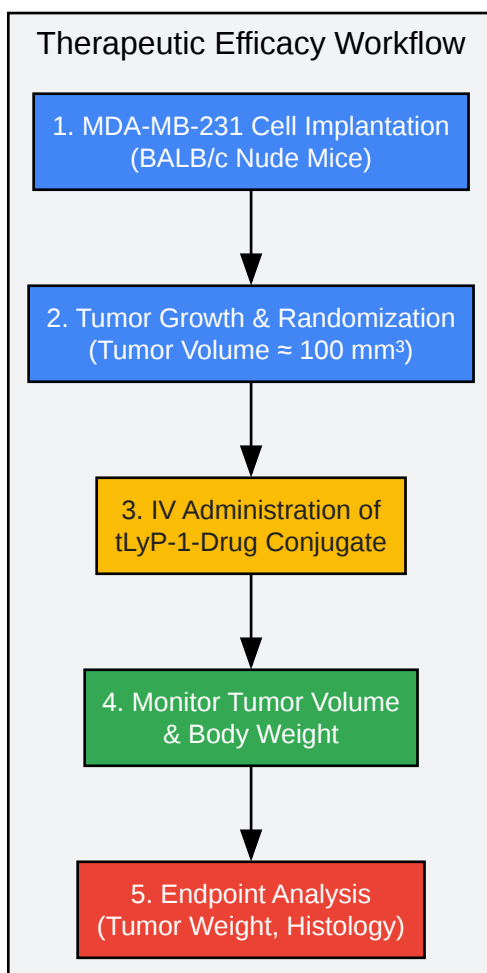 Therapeutic Efficacy Workflow
1. MDA-MB-231 Cell Implantation
(BALB/c Nude Mice)
2. Tumor Growth & Randomization
(Tumor Volume ≈ 100 mm³)
3. IV Administration of
tLyP-1-Drug Conjugate
4. Monitor Tumor Volume
& Body Weight
5. Endpoint Analysis
(Tumor Weight, Histology)